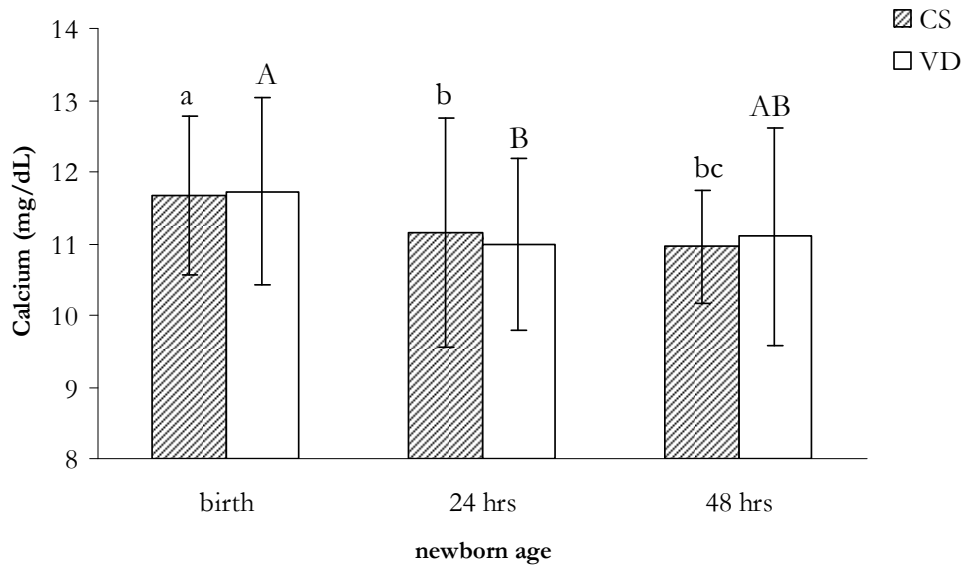 CS
VD
14
13
12
11
10
9
8
Calcium (mg/dL)
a
A
b
B
bc
AB
birth
24 hrs
48 hrs
newborn age